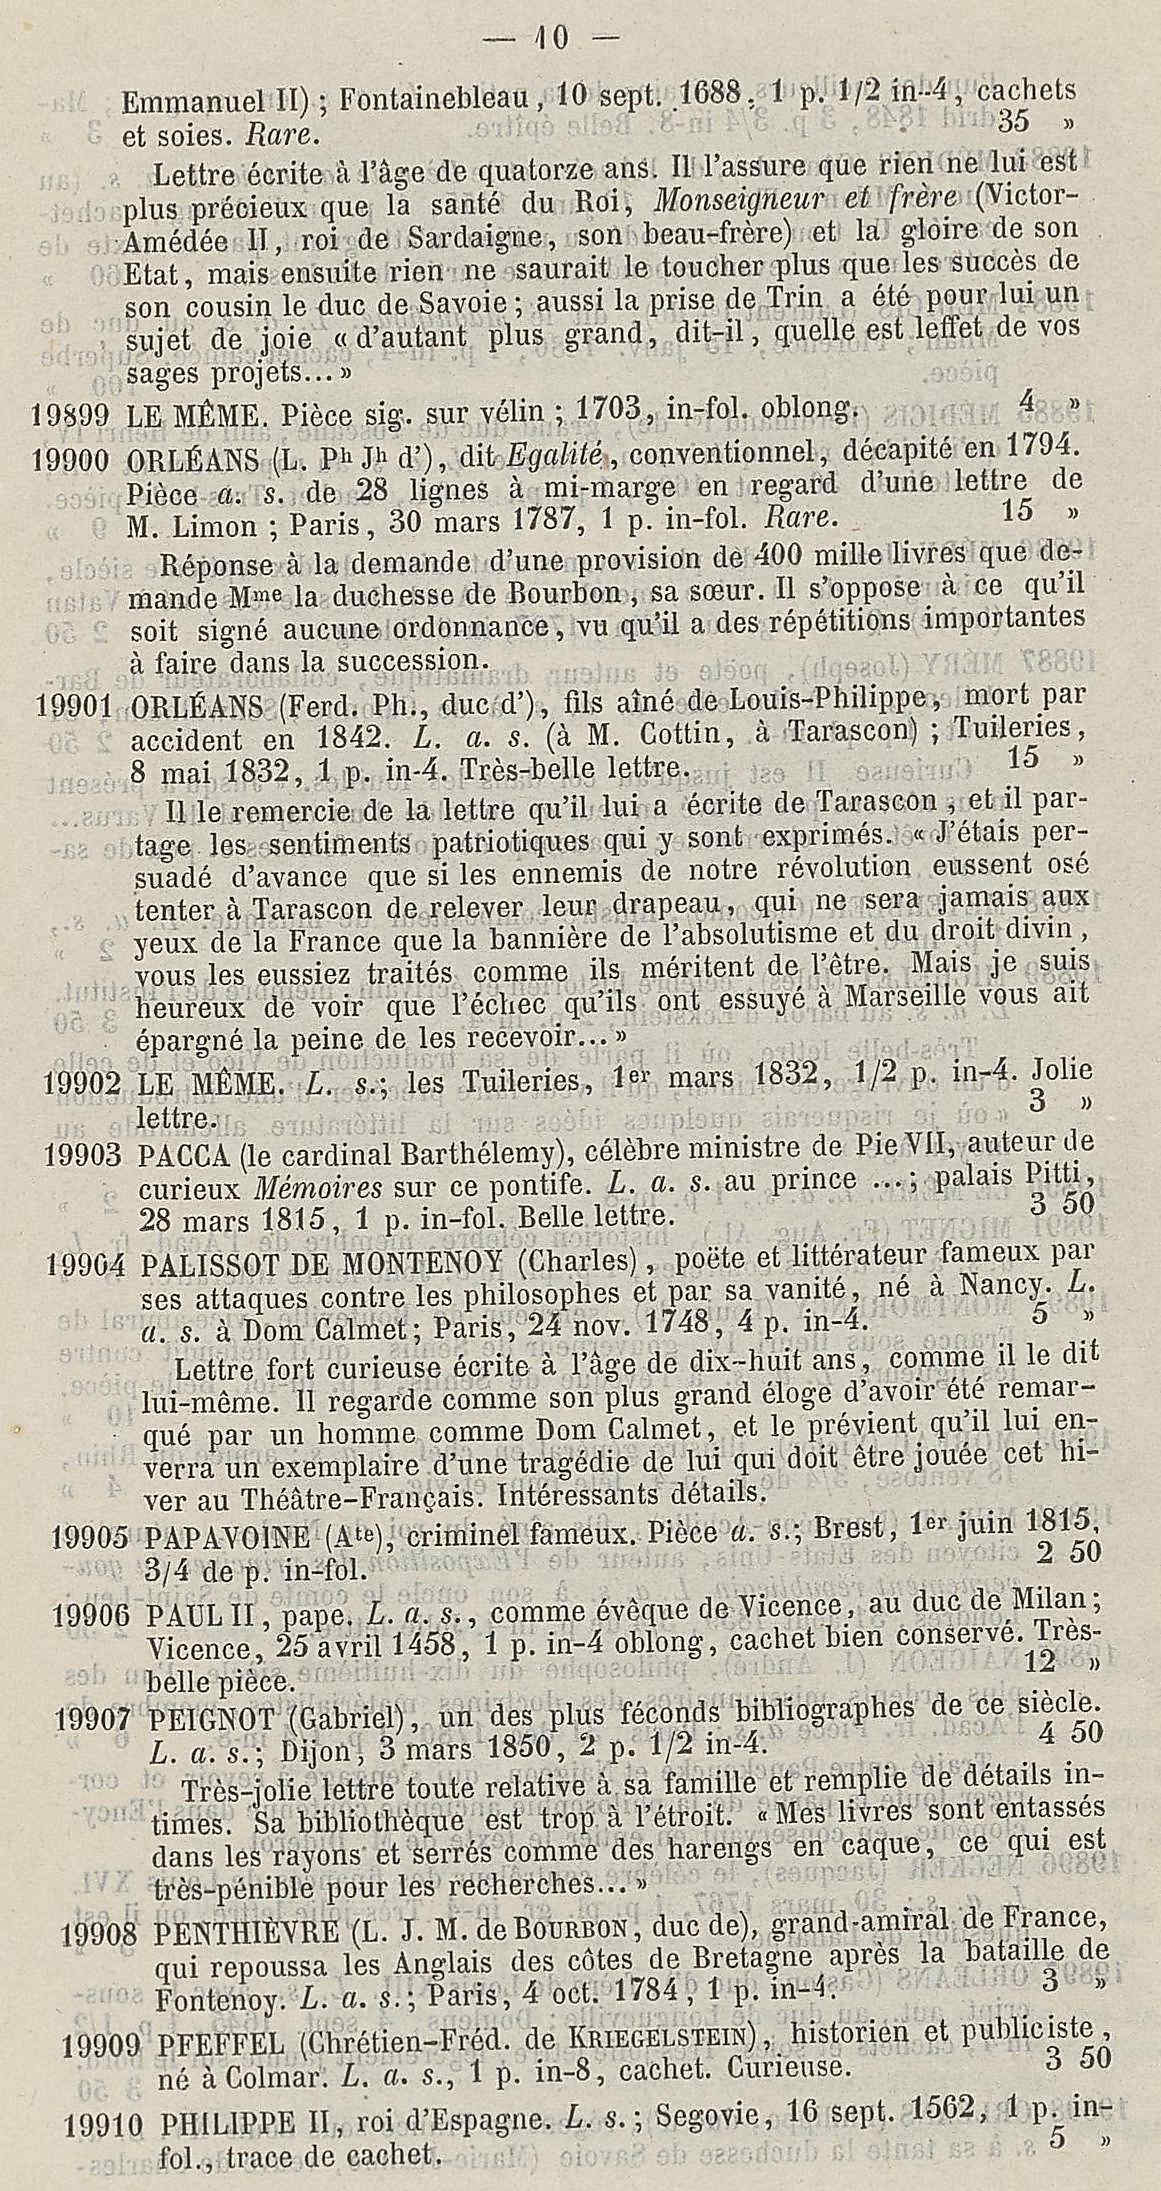 — 10 —
Emmanuel II) ; Fontainebleau, 10 sept. 1688, 1 p. 1/2 in-4, cachets
et soies. Rare. 35 »
Lettre écrite à l'âge de quatorze ans. Il l'assure que rien ne lui est
plus précieux que la santé du Roi, Monseigneur et frère (Victor-
Amédée II, roi de Sardaigne, son beau-frère) et la gloire de son
Etat, mais ensuite rien ne saurait le toucher plus que les succès de
son cousin le duc de Savoie ; aussi la prise de Trin a été pour lui un
sujet de joie « d'autant plus grand, dit-il, quelle est leffet de vos
sages projets... »
19899 LE MÊME. Pièce sig. sur vélin ; 1703, in-fol. oblong. 4 »
19900 ORLÉANS (L. Ph Jh d'), dit Egalité, conventionnel, décapité en 1794.
Pièce a. s. de 28 lignes à mi-marge en regard d'une lettre de
M. Limon ; Paris, 30 mars 1787, 1 p. in-fol. Rare. 15 »
Réponse à la demande d'une provision de 400 mille livres que de-
mande Mme la duchesse de Bourbon, sa sœur. Il s'oppose à ce qu'il
soit signé aucune ordonnance, vu qu'il a des répétitions importantes
à faire dans la succession.
19901 ORLÉANS (Ferd. Ph., duc d'), fils aîné de Louis-Philippe, mort par
accident en 1842. L. a. s. (à M. Cottin, à Tarascon) ; Tuileries,
8 mai 1832, 1 p. in-4. Très-belle lettre. 15 »
Il le remercie de la lettre qu'il lui a écrite de Tarascon, et il par-
tage les sentiments patriotiques qui y sont exprimés. « J'étais per-
suadé d'avance que si les ennemis de notre révolution eussent osé
tenter à Tarascon de relever leur drapeau, qui ne sera jamais aux
yeux de la France que la bannière de l'absolutisme et du droit divin,
vous les eussiez traités comme ils méritent de l'être. Mais je suis
heureux de voir que l'échec qu'ils ont essuyé à Marseille vous ait
épargné la peine de les recevoir... »
19902 LE MÊME. L. s.; les Tuileries, 1er mars 1832, 1/2 p. in-4. Jolie
lettre. 3 »
19903 PACCA (le cardinal Barthélemy), célèbre ministre de Pie VII, auteur de
curieux Mémoires sur ce pontife. L. a. s. au prince ...; palais Pitti,
28 mars 1815, 1 p. in-fol. Belle lettre. 3 50
19904 PALISSOT DE MONTENOY (Charles), poëte et littérateur fameux par
ses attaques contre les philosophes et par sa vanité, né à Nancy. L.
a. s. à Dom Calmet; Paris, 24 nov. 1748, 4 p. in-4. 5 »
Lettre fort curieuse écrite à l'âge de dix-huit ans, comme il le dit
lui-même. Il regarde comme son plus grand éloge d'avoir été remar-
qué par un homme comme Dom Calmet, et le prévient qu'il lui en-
verra un exemplaire d'une tragédie de lui qui doit être jouée cet hi-
ver au Théâtre-Français. Intéressants détails.
19905 PAPAVOINE (Ate), criminel fameux. Pièce a. s.; Brest, 1er juin 1815,
3/4 de p. in-fol. 2 50
19906 PAUL II, pape. L. a. s., comme évêque de Vicence, au duc de Milan;
Vicence, 25 avril 1458, 1 p. in-4 oblong, cachet bien conservé. Très-
belle pièce. 12 »
19907 PEIGNOT (Gabriel), un des plus féconds bibliographes de ce siècle.
L. a. s.; Dijon, 3 mars 1850, 2 p. 1/2 in-4. 4 50
Très-jolie lettre toute relative à sa famille et remplie de détails in-
times. Sa bibliothèque est trop à l'étroit. « Mes livres sont entassés
dans les rayons et serrés comme des harengs en caque, ce qui est
très-pénible pour les recherches... »
19908 PENTHIÈVRE (L. J. M. de BOURBON, duc de), grand-amiral de France,
qui repoussa les Anglais des côtes de Bretagne après la bataille de
Fontenoy. L. a. s.; Paris, 4 oct. 1784, 1 p. in-4. 3 »
19909 PFEFFEL (Chrétien-Fréd. de KRIEGELSTEIN), historien et publiciste,
né à Colmar. L. a. s., 1 p. in-8, cachet. Curieuse. 3 50
19910 PHILIPPE II, roi d'Espagne. L. s.; Segovie, 16 sept. 1562, 1 p. in-
fol., trace de cachet. 5 »